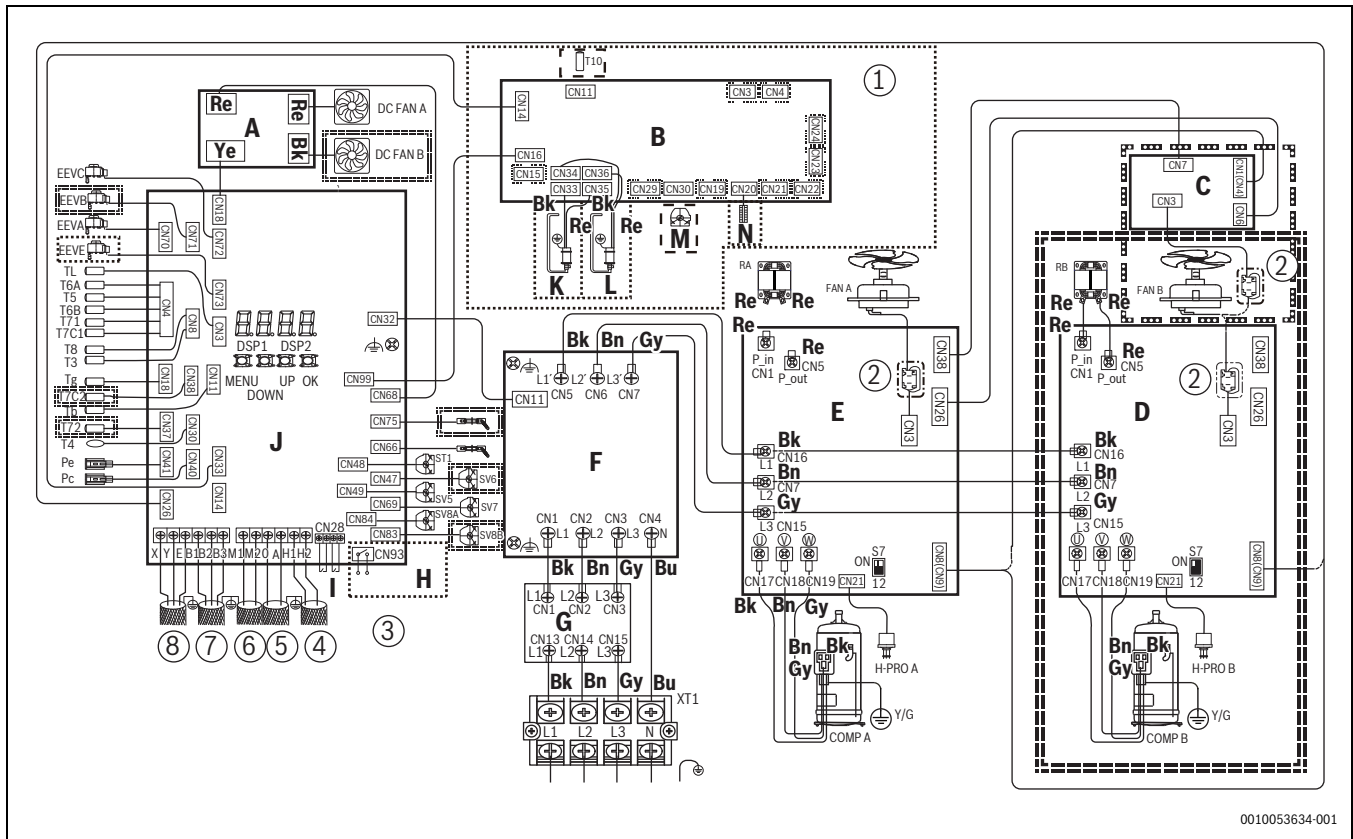 T10
CN11
CN3
CN4
1
CN14
B
CN24
CN23
CN16
CN15
CN34
CN36
CN33
CN35
CN29
CN30
CN19
CN20
CN21
CN22
Bk
Re
Bk
Re
K
L
M
N
Re
Re
A
Ye
Bk
DC FAN A
DC FAN B
EEVC
EEVB
EEVA
EEVE
TL
T6A
T5
T6B
T71
T7C1
T8
T3
Tg
T7C2
Tb
T72
T4
Pe
Pc
CN18
CN70
CN71
CN72
CN73
CN4
CN8
CN3
CN18
CN38
CN11
CN37
CN30
CN41
CN40
CN33
CN26
CN14
DSP1 DSP2
MENU UP OK
DOWN
J
CN32
CN99
CN68
CN75
CN66
CN48
CN47
CN49
CN69
CN84
CN83
ST1
SV6
SV5
SV7
SV8A
SV8B
CN28
CN93
X Y E B1 B2 B3 M1 M2 O A H1 H2
I
H
3
8
7
6
5
4
Bk
Bn
Gy
L1´
L2´
L3´
CN5
CN6
CN7
CN11
F
CN1
CN2
CN3
CN4
L1
L2
L3
N
Bk
Bn
Gy
Bu
L1
L2
L3
CN1
CN2
CN3
G
CN13
CN14
CN15
L1
L2
L3
Bk
Bn
Gy
Bu
XT1
L1
L2
L3
N
RA
Re
Re
FAN A
Re
P_in
CN1
Re
CN5
P_out
2
CN38
CN26
CN3
E
Bk
CN16
L1
Bn
CN7
L2
Gy
L3
CN15
U
V
W
S7
ON
12
CN17
CN18
CN19
CN21
CN8(CN9)
Bk
Bn
Gy
Bn
Bk
Gy
H-PRO A
Y/G
COMP A
CN7
CN1(CN4)
C
CN3
CN6
RB
Re
Re
FAN B
2
P_in
CN1
Re
CN5
P_out
2
CN38
CN26
CN3
D
Bk
CN16
L1
Bn
CN7
L2
Gy
L3
CN15
U
V
W
S7
ON
12
CN17
CN18
CN19
CN21
CN8(CN9)
Bn
Bk
Gy
H-PRO B
Y/G
COMP B
0010053634-001